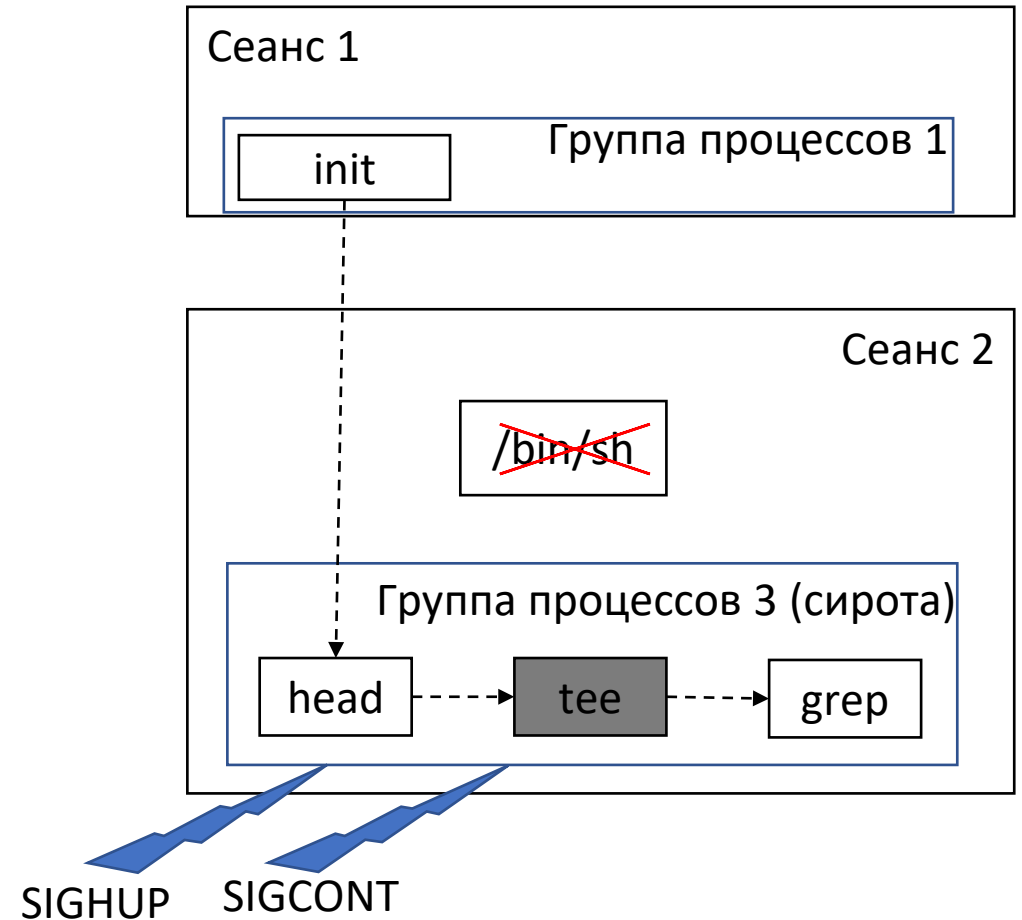 Сеанс 1
Группа процессов 1
init
Сеанс 2
/bin/sh
Группа процессов 3 (сирота)
head
tee
grep
SIGHUP
SIGCONT